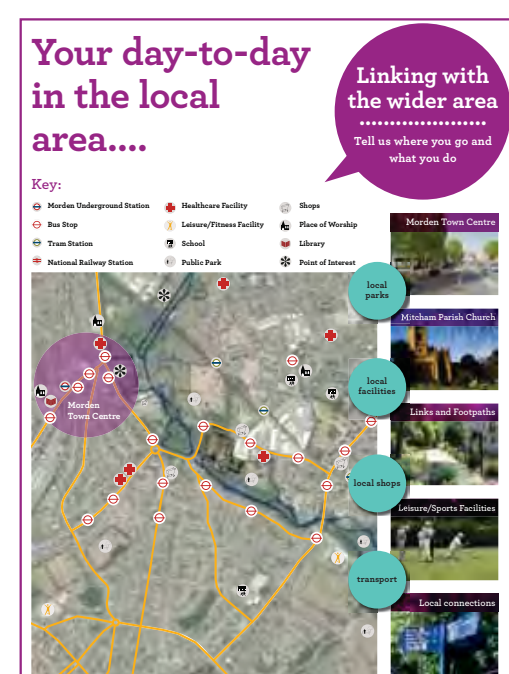 Your day-to-day
in the local
area....
Linking with
the wider area
Tell us where you go and
what you do
Key:
Morden Underground Station
Bus Stop
Tram Station
National Railway Station
Healthcare Facility
Leisure/Fitness Facility
School
Public Park
Shops
Place of Worship
Library
Point of Interest
Morden
Town Centre
local
parks
local
facilities
local shops
transport
Morden Town Centre
Mitcham Parish Church
Links and Footpaths
Leisure/Sports Facilities
Local connections